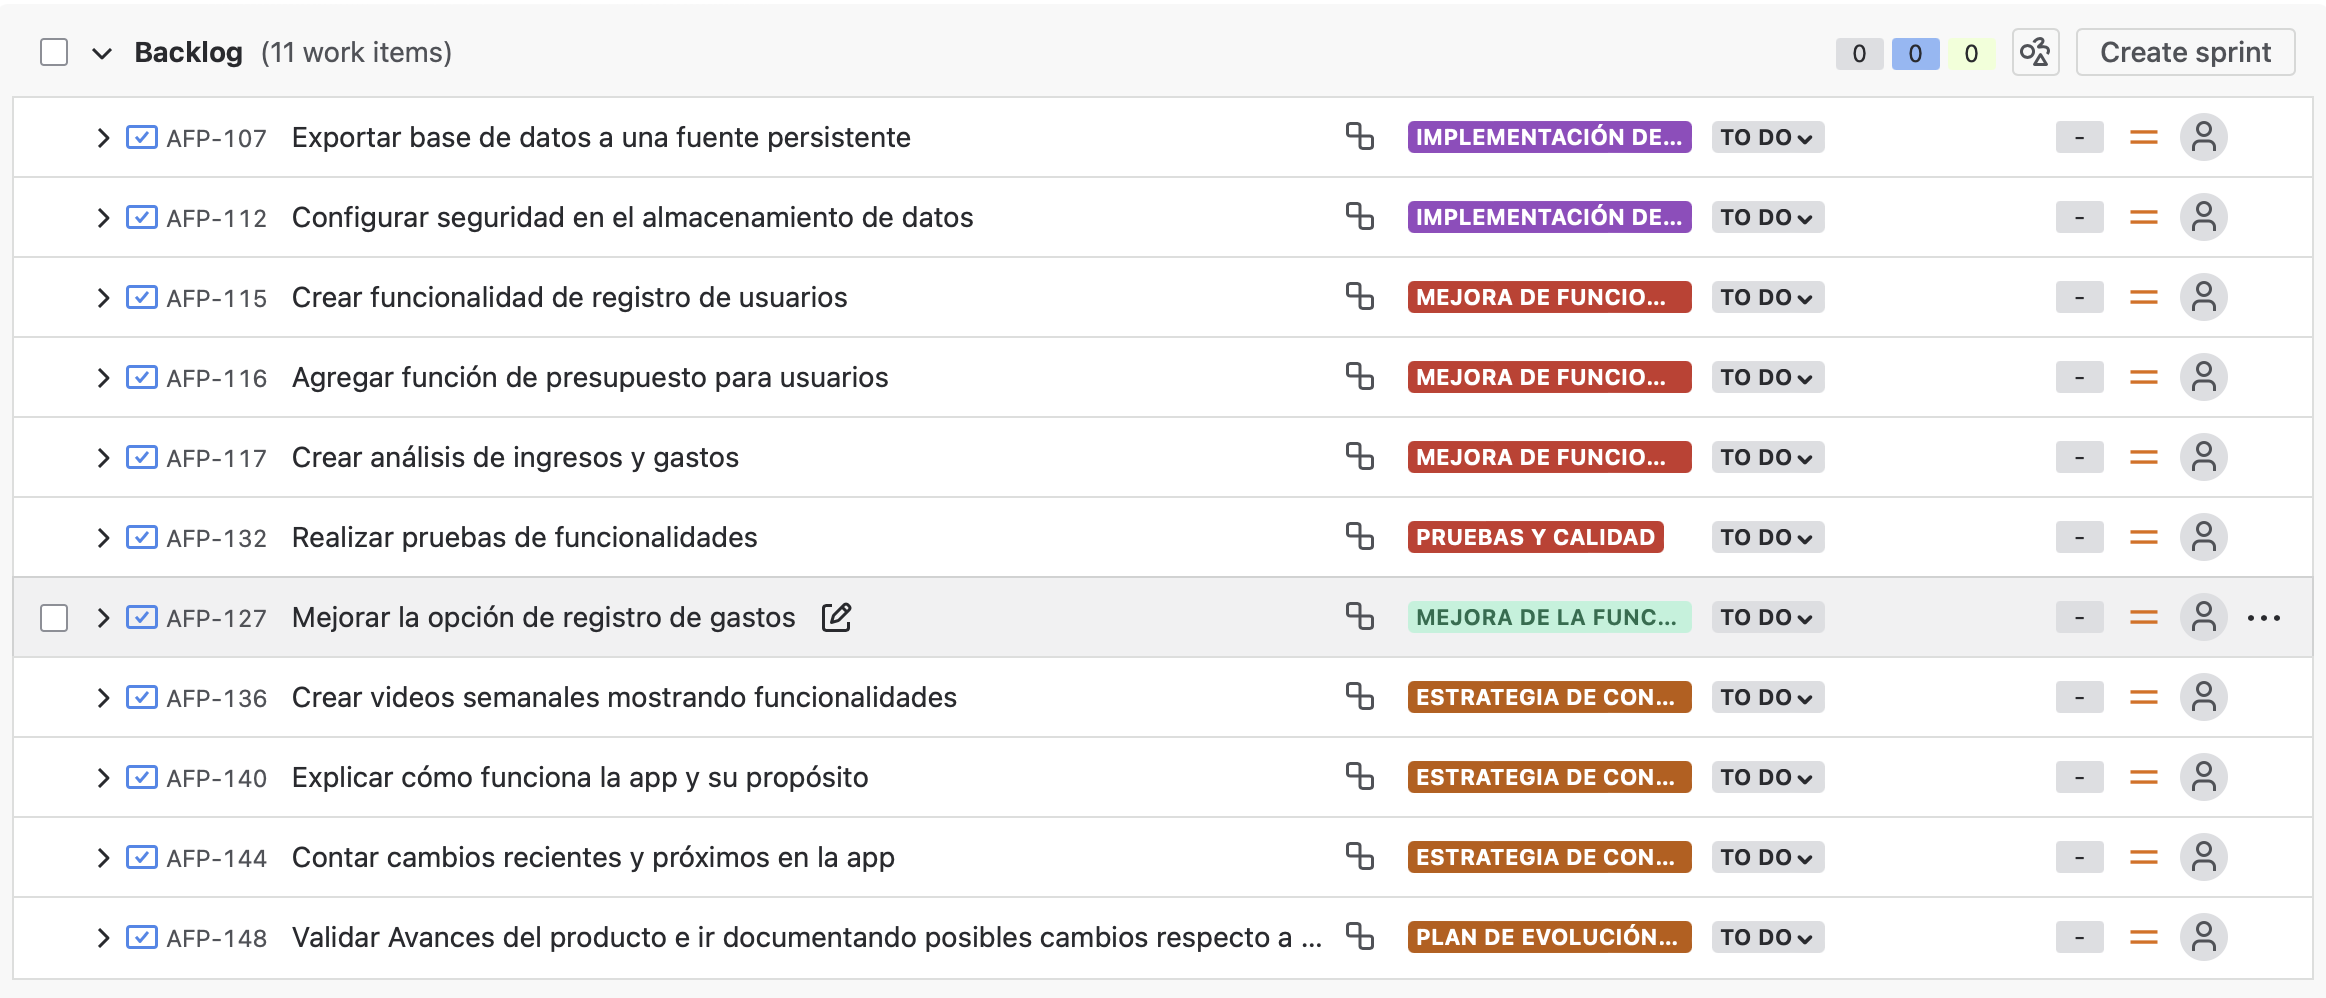 Backlog (11 work items) 0 0 0 Create sprint
AFP-107 Exportar base de datos a una fuente persistente IMPLEMENTACIÓN DE... TO DO -
AFP-112 Configurar seguridad en el almacenamiento de datos IMPLEMENTACIÓN DE... TO DO -
AFP-115 Crear funcionalidad de registro de usuarios MEJORA DE FUNCIO... TO DO -
AFP-116 Agregar función de presupuesto para usuarios MEJORA DE FUNCIO... TO DO -
AFP-117 Crear análisis de ingresos y gastos MEJORA DE FUNCIO... TO DO -
AFP-132 Realizar pruebas de funcionalidades PRUEBAS Y CALIDAD TO DO -
AFP-127 Mejorar la opción de registro de gastos MEJORA DE LA FUNC... TO DO -
AFP-136 Crear videos semanales mostrando funcionalidades ESTRATEGIA DE CON... TO DO -
AFP-140 Explicar cómo funciona la app y su propósito ESTRATEGIA DE CON... TO DO -
AFP-144 Contar cambios recientes y próximos en la app ESTRATEGIA DE CON... TO DO -
AFP-148 Validar Avances del producto e ir documentando posibles cambios respecto a ... PLAN DE EVOLUCIÓN... TO DO -